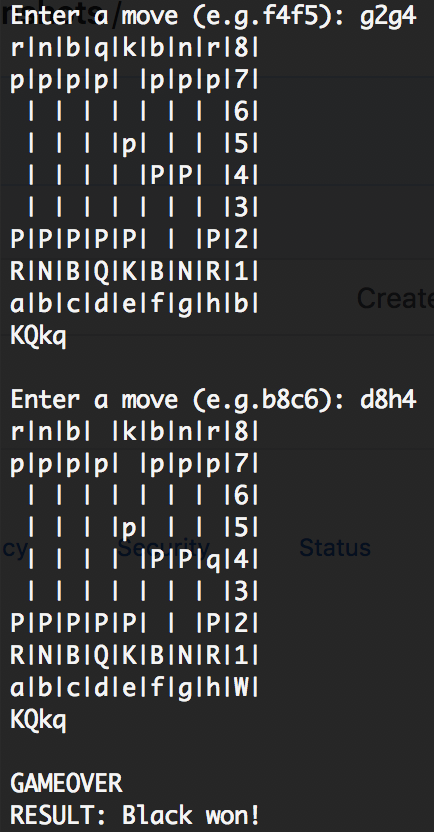 Enter a move (e.g.f4f5): g2g4
r|n|b|q|k|b|n|r|8|
p|p|p|p| |p|p|p|7|
 | | | | | | | |6|
 | | | |p| | | |5|
 | | | | |P|P| |4|
 | | | | | | | |3|
P|P|P|P|P| | |P|2|
R|N|B|Q|K|B|N|R|1|
a|b|c|d|e|f|g|h|b|
KQkq
Create
Enter a move (e.g.b8c6): d8h4
r|n|b| |k|b|n|r|8|
p|p|p|p| |p|p|p|7|
 | | | | | | | |6|
 | | | |p| | | |5|
cy Security Status
 | | | | |P|P|q|4|
 | | | | | | | |3|
P|P|P|P|P| | |P|2|
R|N|B|Q|K|B|N|R|1|
a|b|c|d|e|f|g|h|W|
KQkq
GAMEOVER
RESULT: Black won!